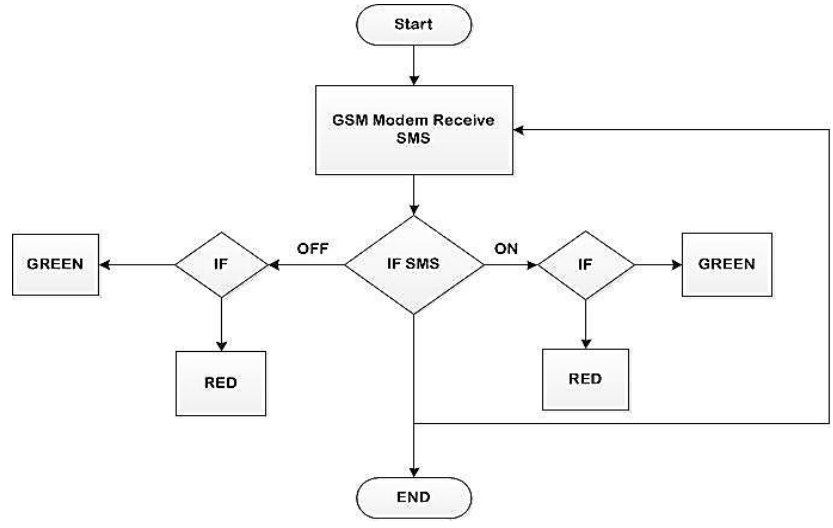 Start
GSM Modem Receive
SMS
OFF
ON
GREEN
IF
IF SMS
IF
GREEN
RED
RED
END